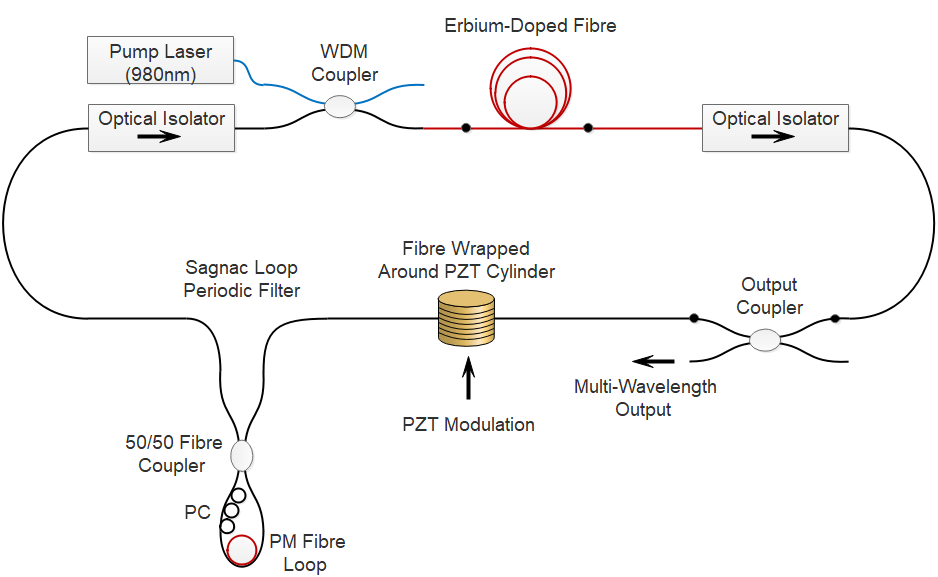 Erbium-Doped Fibre
Pump Laser
(980nm)
WDM
Coupler
Optical Isolator
Optical Isolator
Fibre Wrapped
Around PZT Cylinder
Sagnac Loop
Periodic Filter
Output
Coupler
Multi-Wavelength
Output
PZT Modulation
50/50 Fibre
Coupler
PC
PM Fibre
Loop